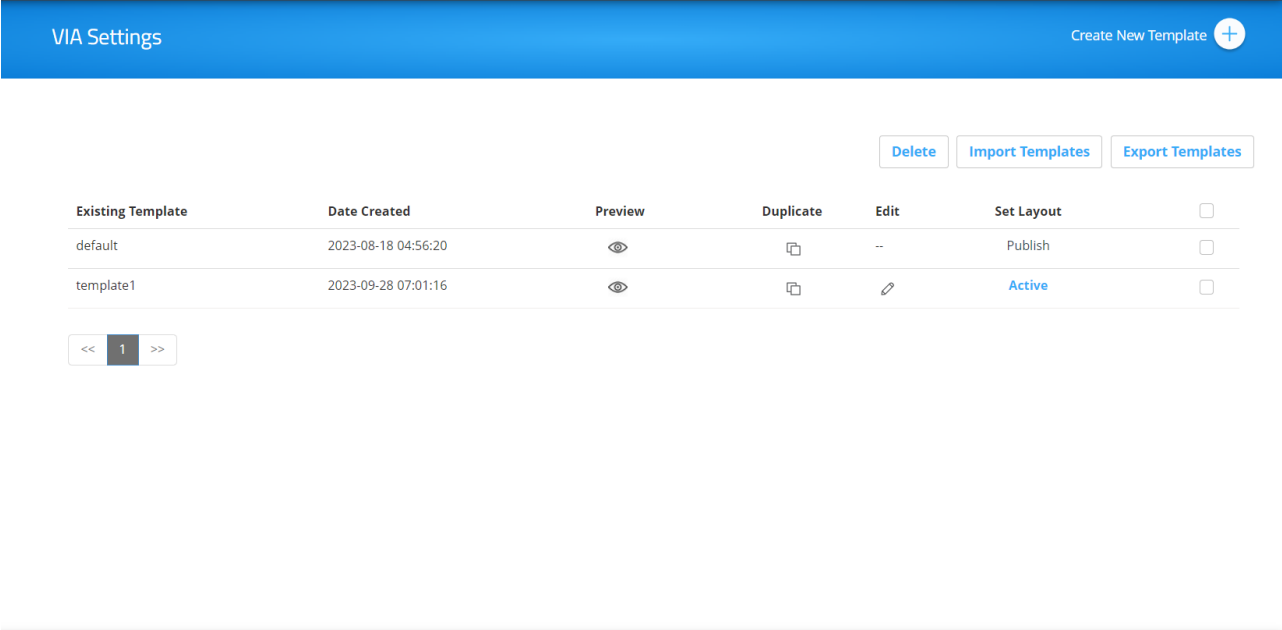 VIA Settings
Create New Template
Delete Import Templates Export Templates
Existing Template Date Created Preview Duplicate Edit Set Layout
default 2023-08-18 04:56:20 -- Publish
template1 2023-09-28 07:01:16 Active
<< 1 >>